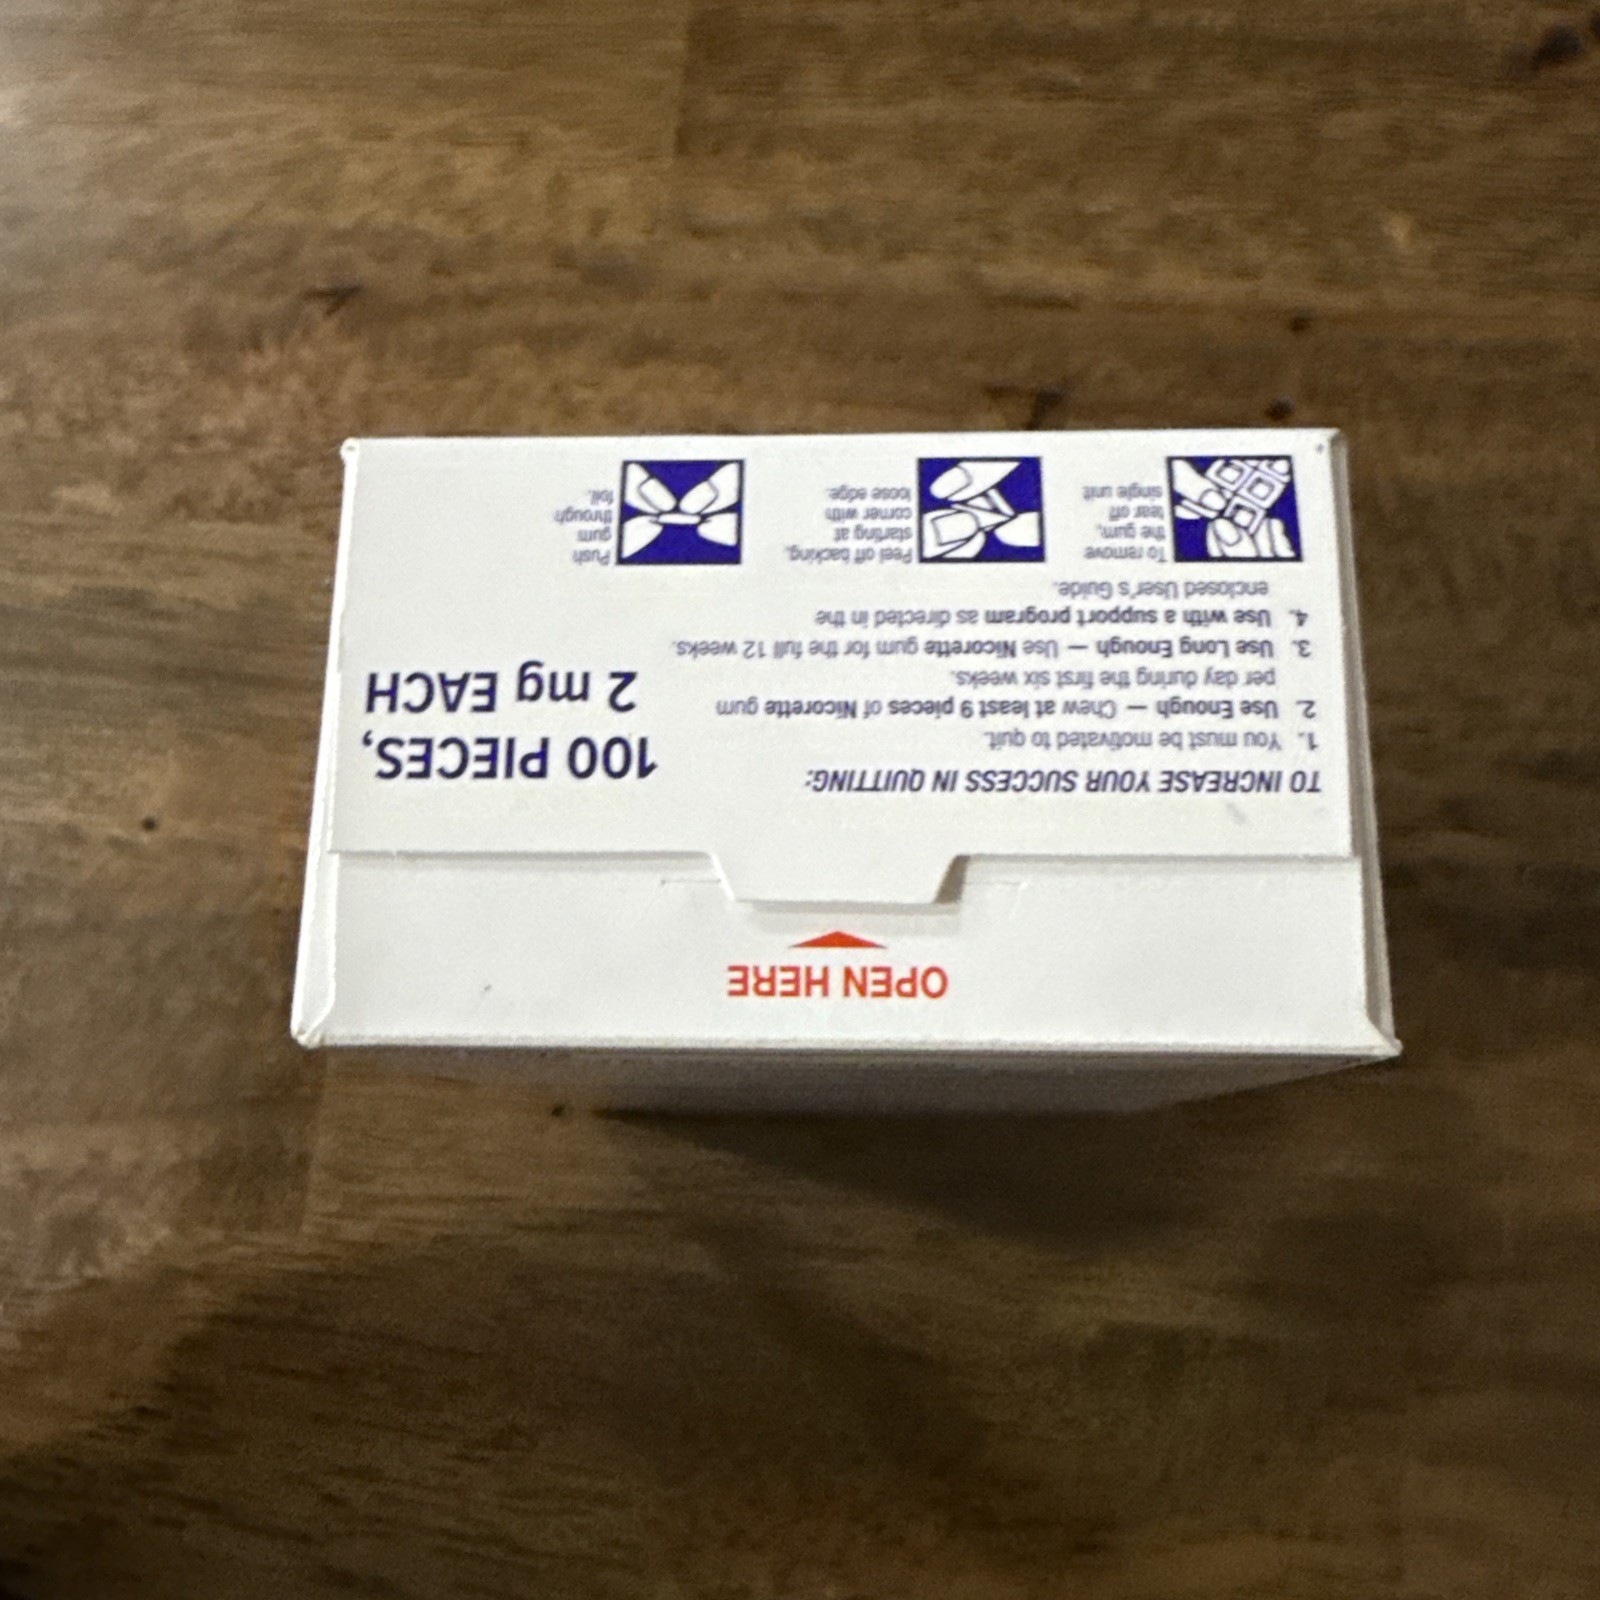 OPEN HERE
TO INCREASE YOUR SUCCESS IN QUITTING:
1. You must be motivated to quit.
2. Use Enough — Chew at least 9 pieces of Nicorette gum
per day during the first six weeks.
3. Use Long Enough — Use Nicorette gum for the full 12 weeks.
4. Use with a support program as directed in the
enclosed User's Guide.
100 PIECES,
2 mg EACH
To remove
the gum,
tear off
single unit
Peel off backing,
starting at
corner with
loose edge.
Push
gum
through
foil.